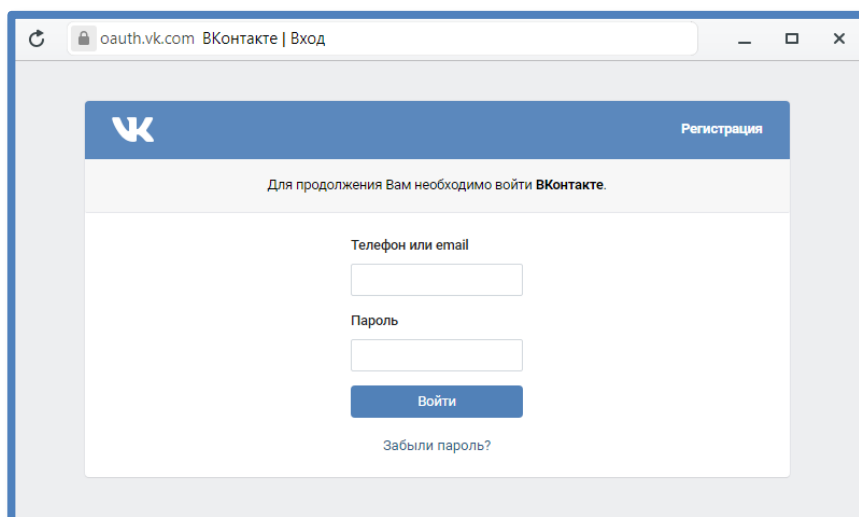 oauth.vk.com ВКонтакте | Вход
VK Регистрация
Для продолжения Вам необходимо войти ВКонтакте.
Телефон или email
Пароль
Войти
Забыли пароль?